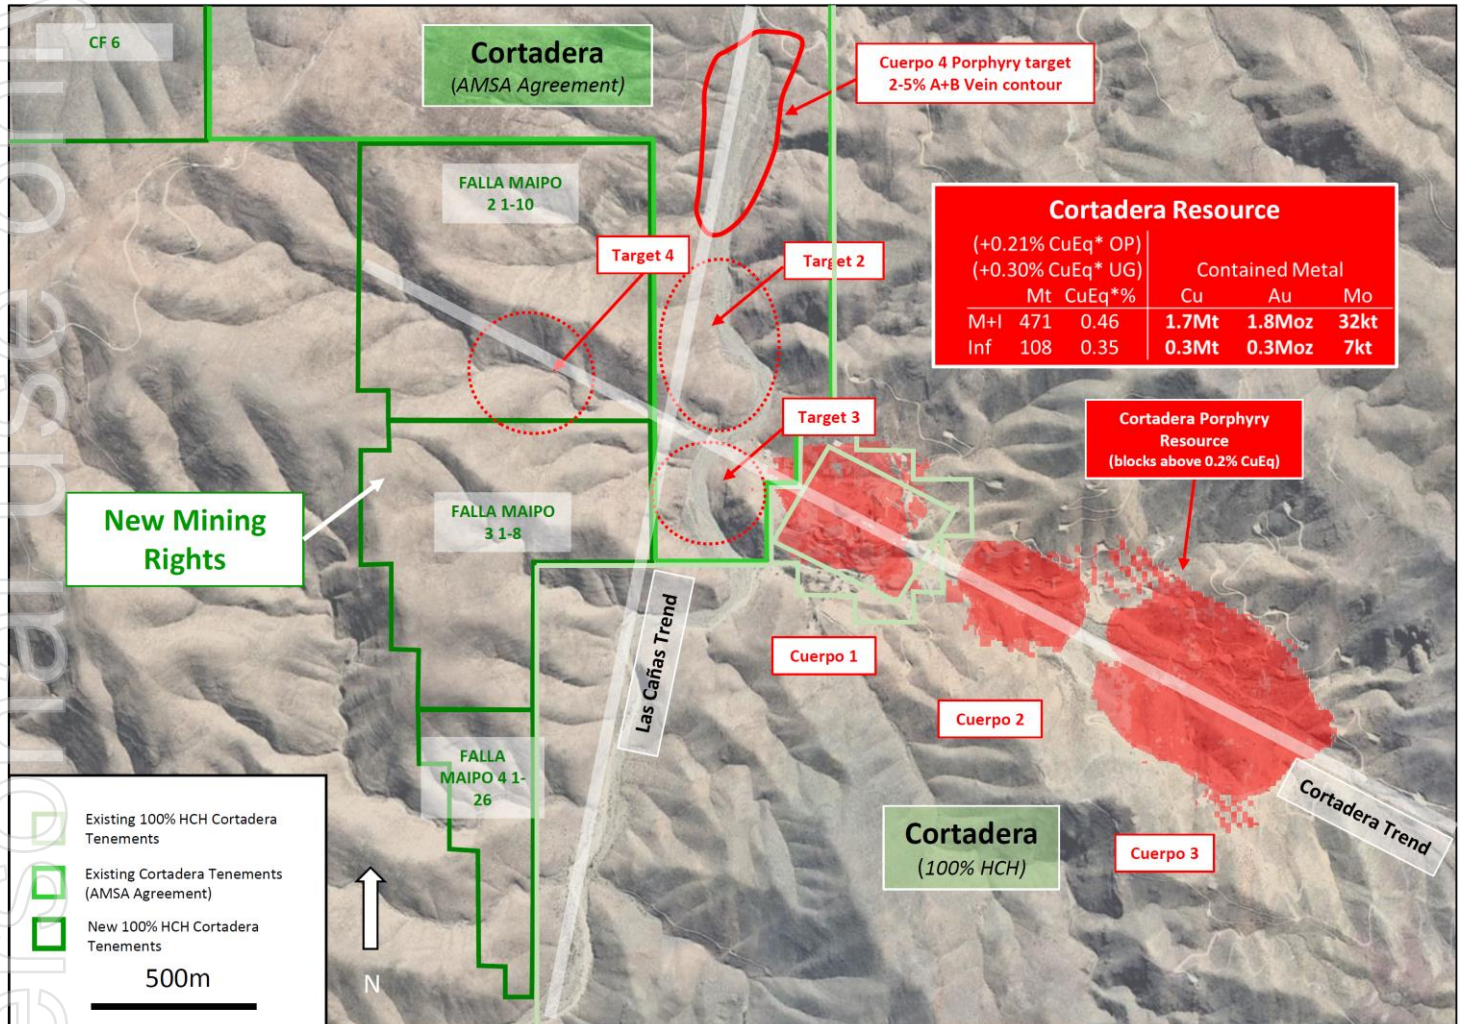 CF 6
Cortadera
(AMSA Agreement)
Cuerpo 4 Porphyry target
2-5% A+B Vein contour
FALLA MAIPO
2 1-10
Target 4
Target 2
Cortadera Resource
(+0.21% CuEq* OP)
(+0.30% CuEq* UG) Contained Metal
Mt CuEq*% Cu Au Mo
M+I 471 0.46 1.7Mt 1.8Moz 32kt
Inf 108 0.35 0.3Mt 0.3Moz 7kt
Target 3
Cortadera Porphyry
Resource
(blocks above 0.2% CuEq)
New Mining
Rights
FALLA MAIPO
3 1-8
Las Cañas Trend
Cuerpo 1
Cuerpo 2
Cuerpo 3
FALLA
MAIPO 4 1-
26
Cortadera Trend
Cortadera
(100% HCH)
Existing 100% HCH Cortadera
Tenements
Existing Cortadera Tenements
(AMSA Agreement)
New 100% HCH Cortadera
Tenements
500m
N
ersonal use only